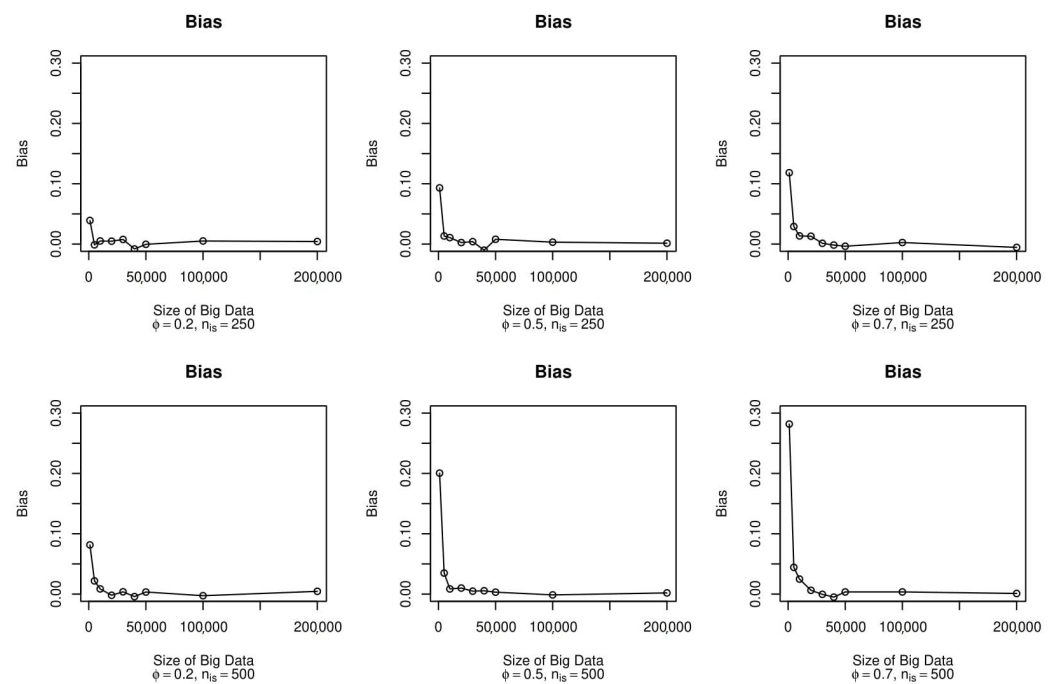 Bias
Bias
Bias
0.30
0.20
0.10
0.00
Bias
0 50,000 100,000 200,000
Size of Big Data
ϕ = 0.2, nis = 250
0.30
0.20
0.10
0.00
Bias
0 50,000 100,000 200,000
Size of Big Data
ϕ = 0.5, nis = 250
0.30
0.20
0.10
0.00
Bias
0 50,000 100,000 200,000
Size of Big Data
ϕ = 0.7, nis = 250
Bias
Bias
Bias
0.30
0.20
0.10
0.00
Bias
0 50,000 100,000 200,000
Size of Big Data
ϕ = 0.2, nis = 500
0.30
0.20
0.10
0.00
Bias
0 50,000 100,000 200,000
Size of Big Data
ϕ = 0.5, nis = 500
0.30
0.20
0.10
0.00
Bias
0 50,000 100,000 200,000
Size of Big Data
ϕ = 0.7, nis = 500